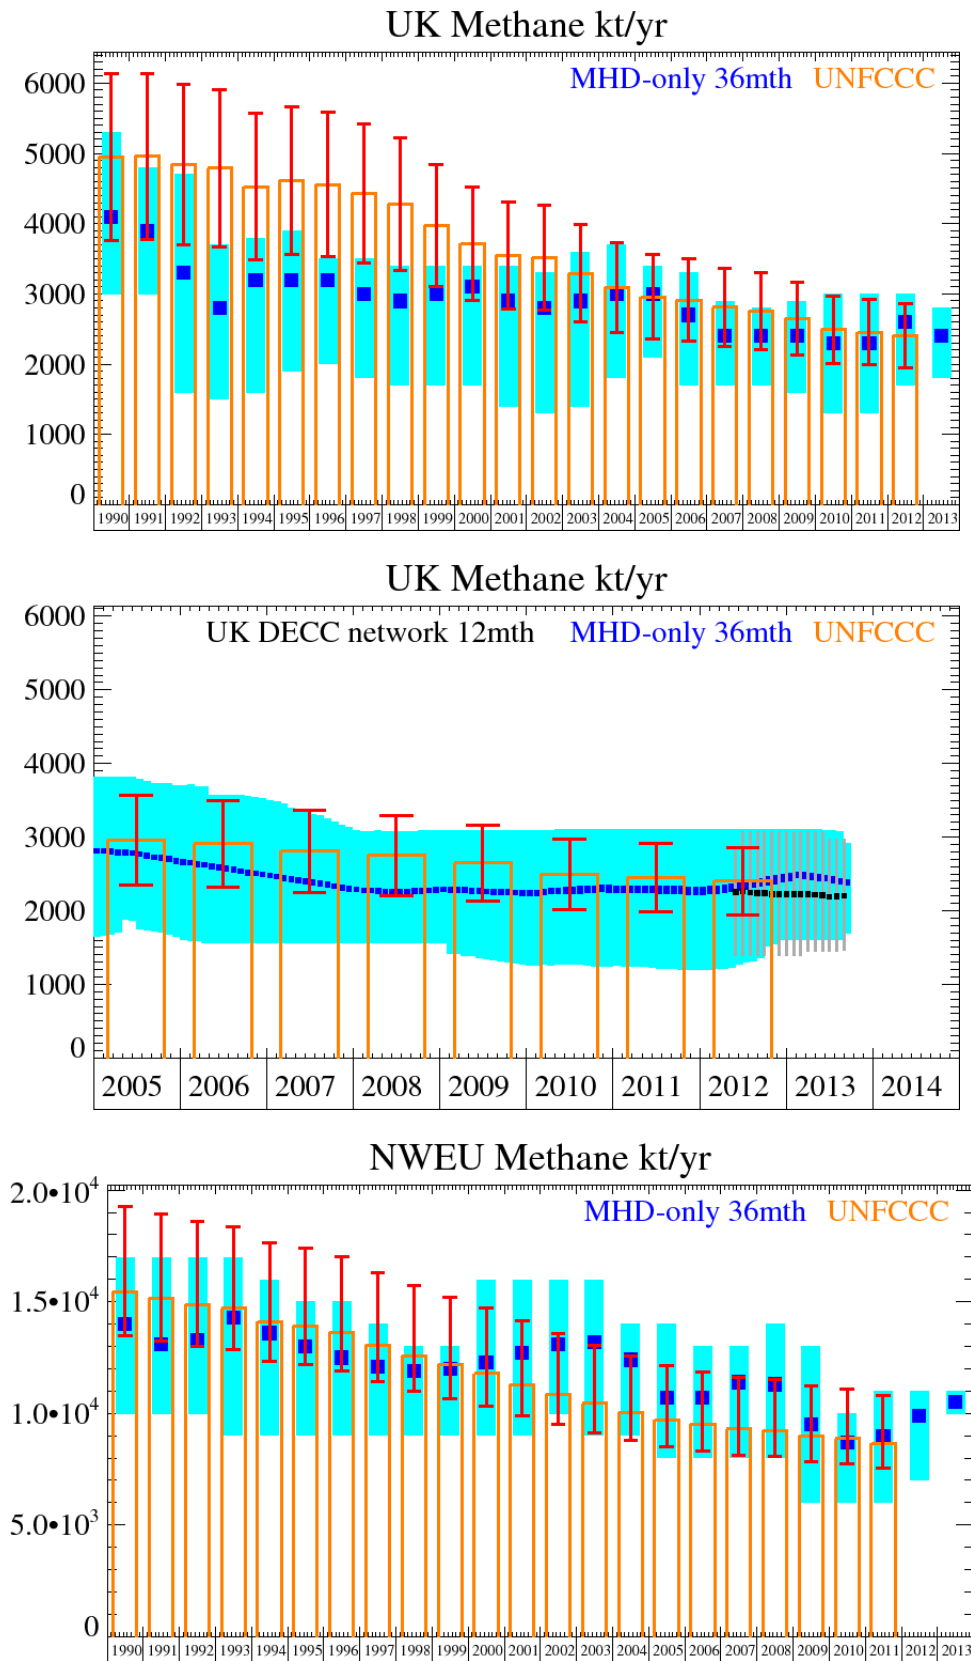 UK Methane kt/yr
MHD-only 36mth UNFCCC
6000
5000
4000
3000
2000
1000
0
1990 1991 1992 1993 1994 1995 1996 1997 1998 1999 2000 2001 2002 2003 2004 2005 2006 2007 2008 2009 2010 2011 2012 2013
UK Methane kt/yr
UK DECC network 12mth MHD-only 36mth UNFCCC
6000
5000
4000
3000
2000
1000
0
2005 2006 2007 2008 2009 2010 2011 2012 2013 2014
NWEU Methane kt/yr
MHD-only 36mth UNFCCC
2.0•10⁴
1.5•10⁴
1.0•10⁴
5.0•10³
0
1990 1991 1992 1993 1994 1995 1996 1997 1998 1999 2000 2001 2002 2003 2004 2005 2006 2007 2008 2009 2010 2011 2012 2013